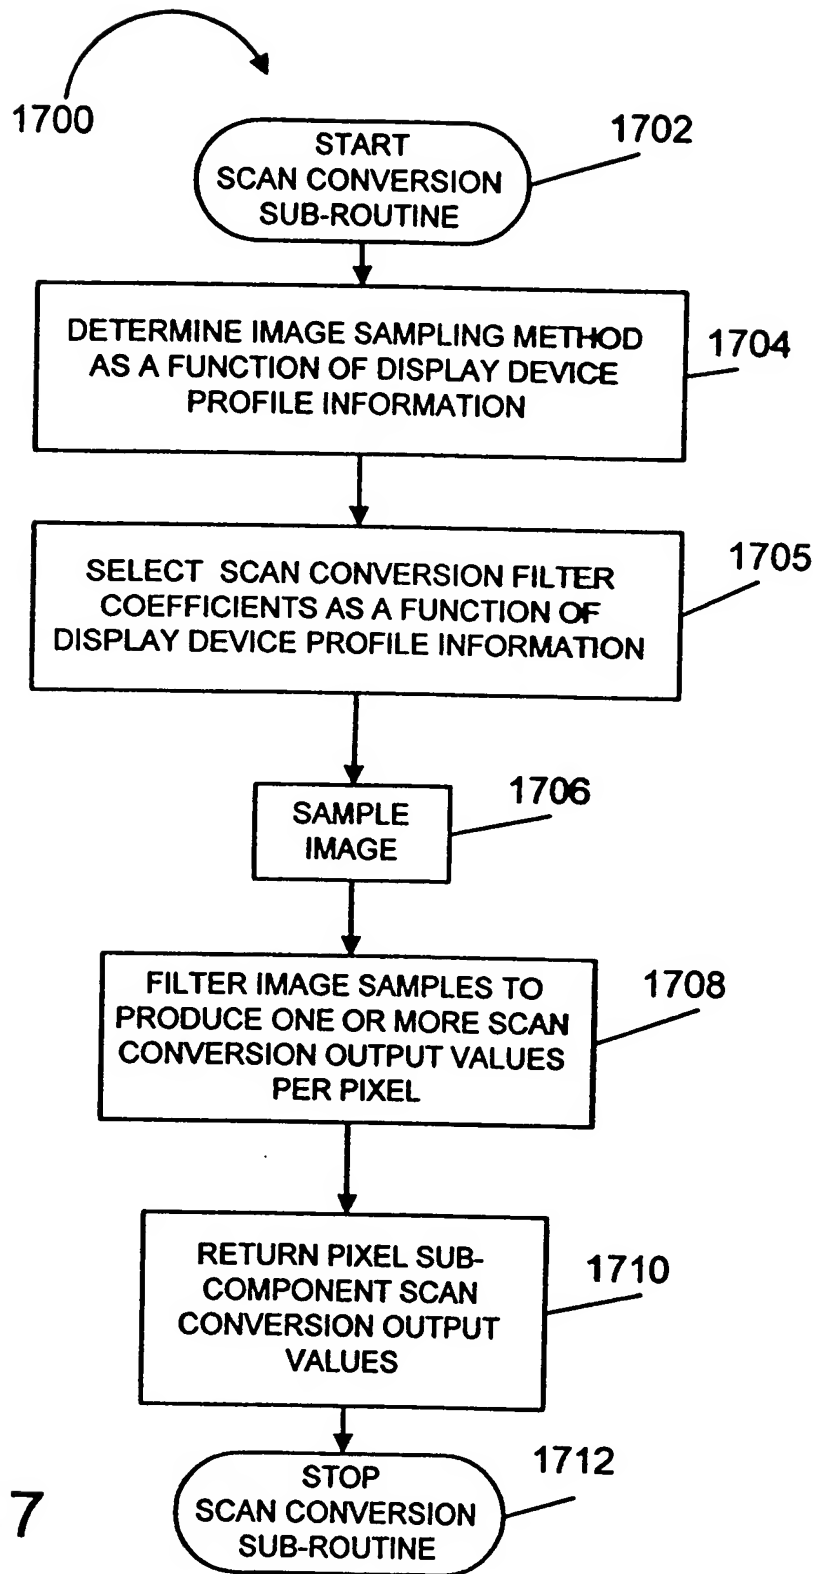 1700
1702
START
SCAN CONVERSION
SUB-ROUTINE
DETERMINE IMAGE SAMPLING METHOD
AS A FUNCTION OF DISPLAY DEVICE
PROFILE INFORMATION
1704
SELECT SCAN CONVERSION FILTER
COEFFICIENTS AS A FUNCTION OF
DISPLAY DEVICE PROFILE INFORMATION
1705
SAMPLE
IMAGE
1706
FILTER IMAGE SAMPLES TO
PRODUCE ONE OR MORE SCAN
CONVERSION OUTPUT VALUES
PER PIXEL
1708
RETURN PIXEL SUB-
COMPONENT SCAN
CONVERSION OUTPUT
VALUES
1710
STOP
SCAN CONVERSION
SUB-ROUTINE
1712
7